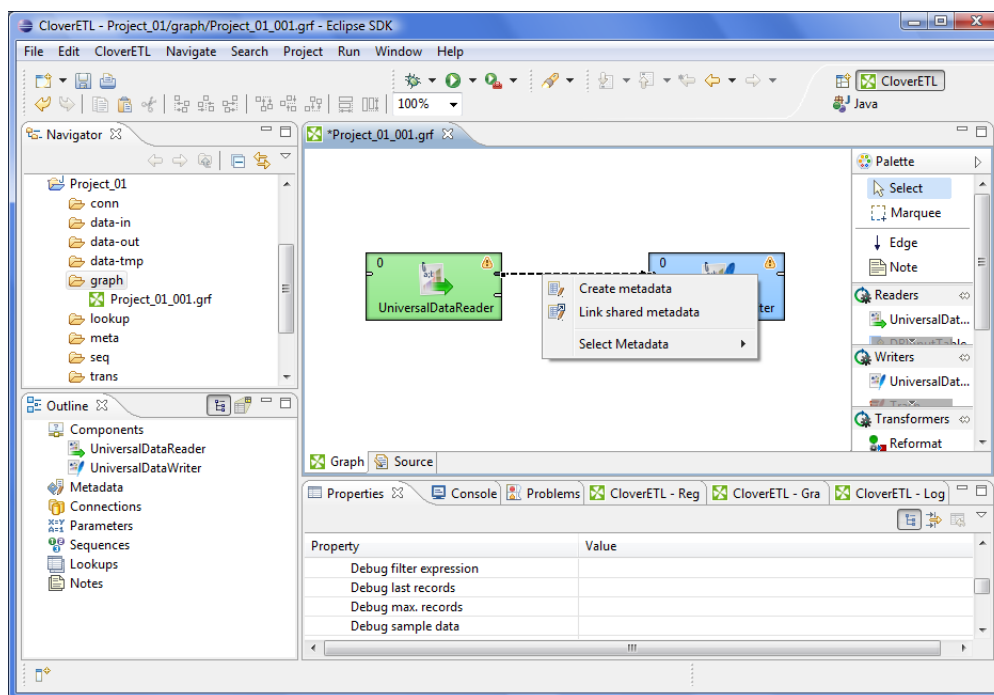 CloverETL - Project_01/graph/Project_01_001.grf - Eclipse SDK
File Edit CloverETL Navigate Search Project Run Window Help
CloverETL
100%
Java
Navigator
*Project_01_001.grf
Project_01
conn
data-in
data-out
data-tmp
graph
Project_01_001.grf
lookup
meta
seq
trans
0
UniversalDataReader
0
ter
Create metadata
Link shared metadata
Select Metadata
Palette
Select
Marquee
Edge
Note
Readers
UniversalDat...
Writers
UniversalDat...
Transformers
Reformat
Graph Source
Outline
Components
UniversalDataReader
UniversalDataWriter
Metadata
Connections
Parameters
Sequences
Lookups
Notes
Properties Console Problems CloverETL - Reg CloverETL - Gra CloverETL - Log
Property Value
Debug filter expression
Debug last records
Debug max. records
Debug sample data